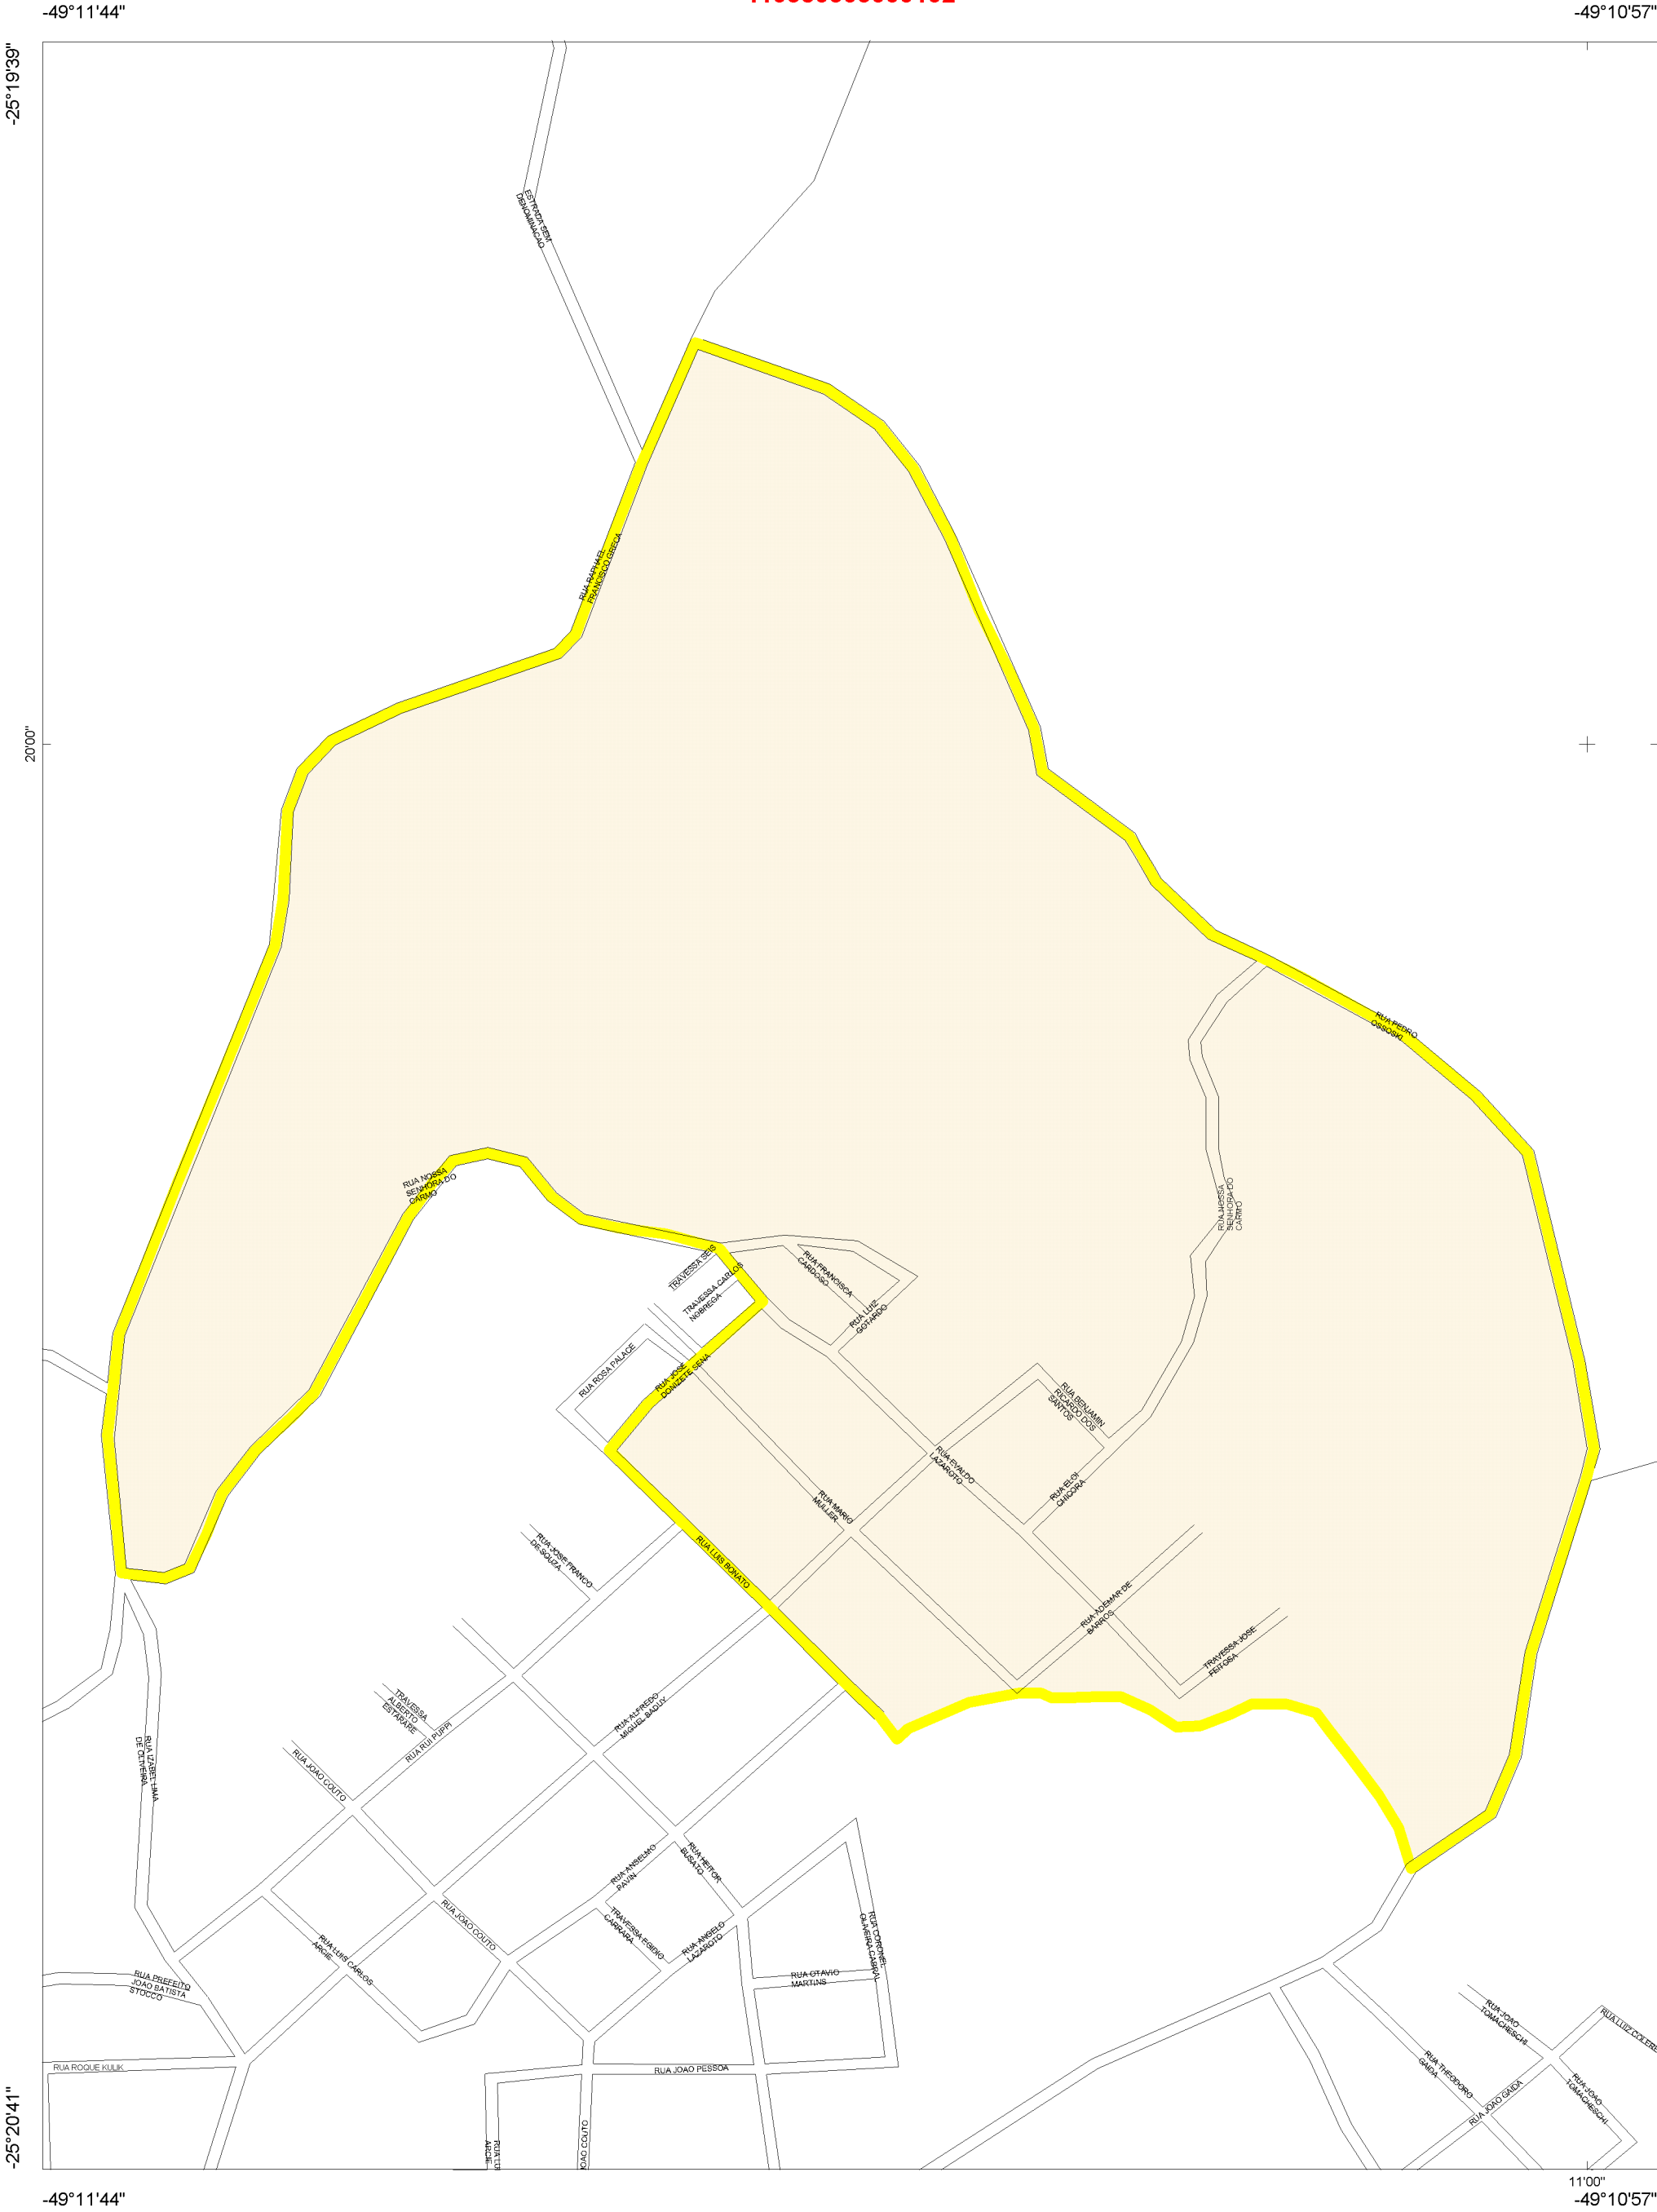 -49°11'44"
-49°10'57"
-25°19'39"
ESTRADA SEM
DENOMINACAO
RUA RAPHAEL
FRANCISCO GRECA
20'00"
RUA PEDRO
OSSOSKI
RUA NOSSA
SENHORA DO
CARMO
RUA NOSSA
SENHORA DO
CARMO
TRAVESSA SEIS
RUA FRANCISCA
CARDOSO
TRAVESSA CARLOS
NOBREGA
RUA LUIZ
GOTARDO
RUA ROSA PALACE
RUA JOSE
DONIZETE SENA
RUA BENJAMIN
RICARDO DOS
SANTOS
RUA EVALDO
LAZAROTO
RUA ELOI
CHICORA
RUA MARIO
MULLER
RUA JOSE FRANCO
DE SOUZA
RUA LUIS BONATO
RUA ADEMAR DE
BARROS
TRAVESSA JOSE
FEITOSA
TRAVESSA
ALBERTO
ESTARARE
RUA ALFREDO
MIGUEL BADUY
RUA RUI PUPPI
RUA IZABEL LIMA
DE OLIVEIRA
RUA JOAO COUTO
RUA ANSELMO
PAVIN
RUA HEITOR
BUSATO
RUA JOAO COUTO
TRAVESSA EGIDIO
CARRARA
RUA ANGELO
LAZAROTO
RUA CORONEL
OLIVEIRA CABRAL
RUA LUIS CARLOS
ARCIE
RUA PREFEITO
JOAO BATISTA
STOCCO
RUA OTAVIO
MARTINS
RUA JOAO
TOMACHESCHI
RUA LUIZ COLERE
RUA ROQUE KULIK
RUA JOAO PESSOA
RUA THEODORO
GAIDA
RUA JOAO
TOMACHESCHI
RUA JOAO GAIDA
RUA LUI
ARCIE
JOAO COUTO
-25°20'41"
11'00"
-49°11'44"
-49°10'57"